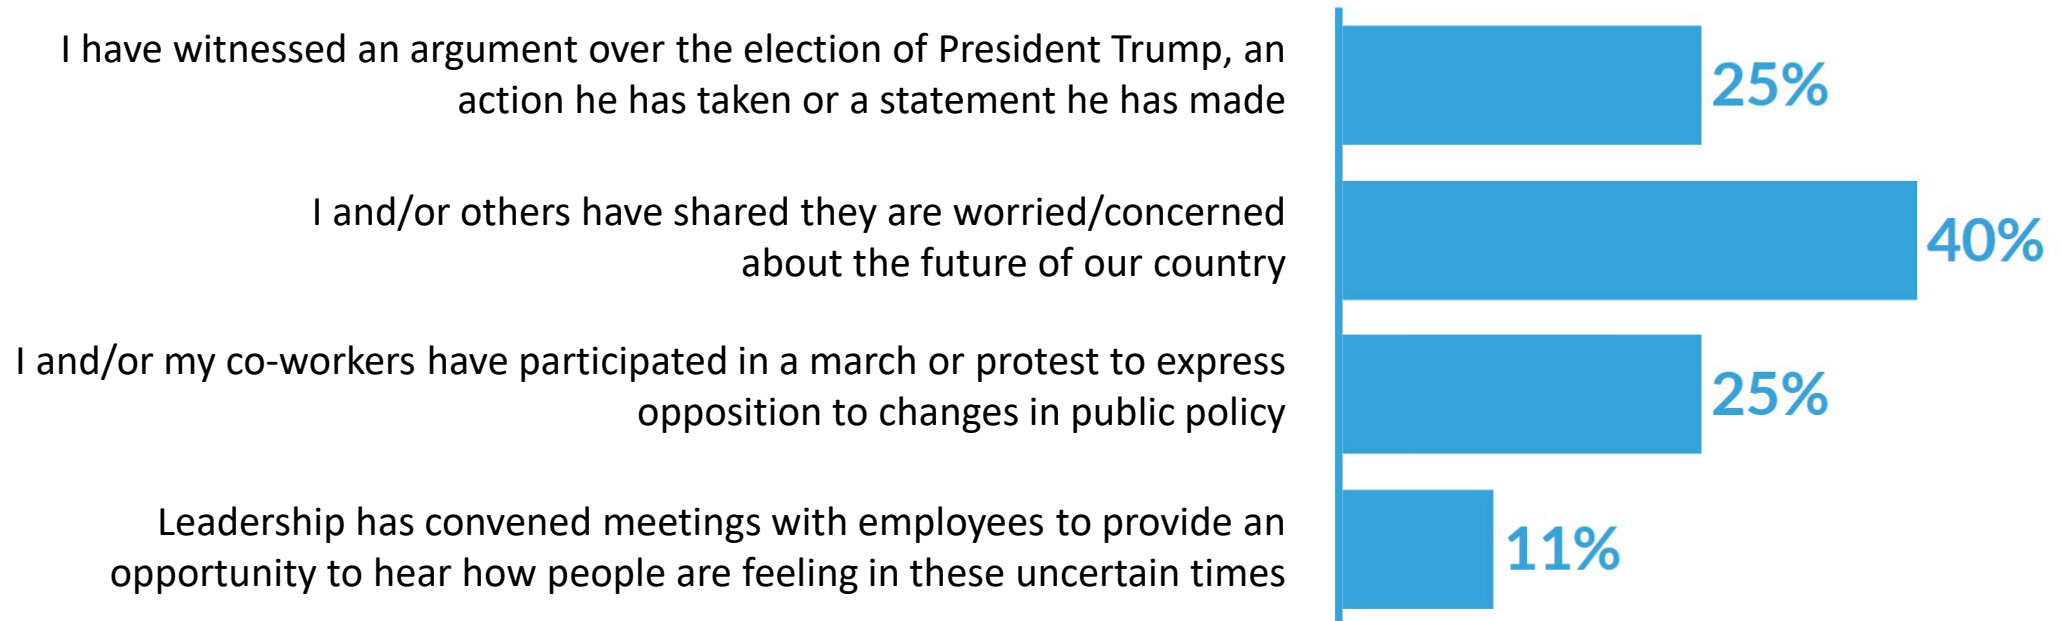 I have witnessed an argument over the election of President Trump, an
action he has taken or a statement he has made
25%
I and/or others have shared they are worried/concerned
about the future of our country
40%
I and/or my co-workers have participated in a march or protest to express
opposition to changes in public policy
25%
Leadership has convened meetings with employees to provide an
opportunity to hear how people are feeling in these uncertain times
11%